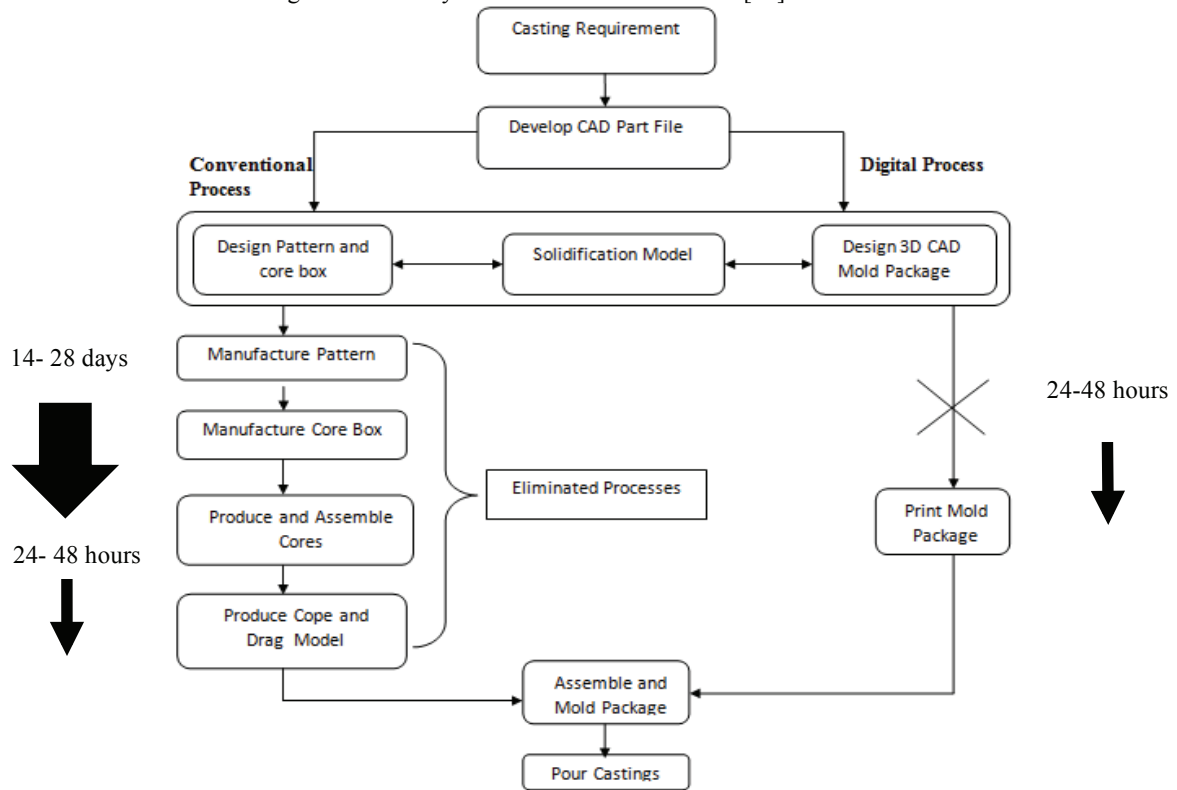 Casting Requirement
Develop CAD Part File
Conventional
Process
Digital Process
Design Pattern and
core box
Solidification Model
Design 3D CAD
Mold Package
14- 28 days
Manufacture Pattern
24-48 hours
Manufacture Core Box
Eliminated Processes
Produce and Assemble
Cores
Print Mold
Package
24- 48 hours
Produce Cope and
Drag Model
Assemble and
Mold Package
Pour Castings